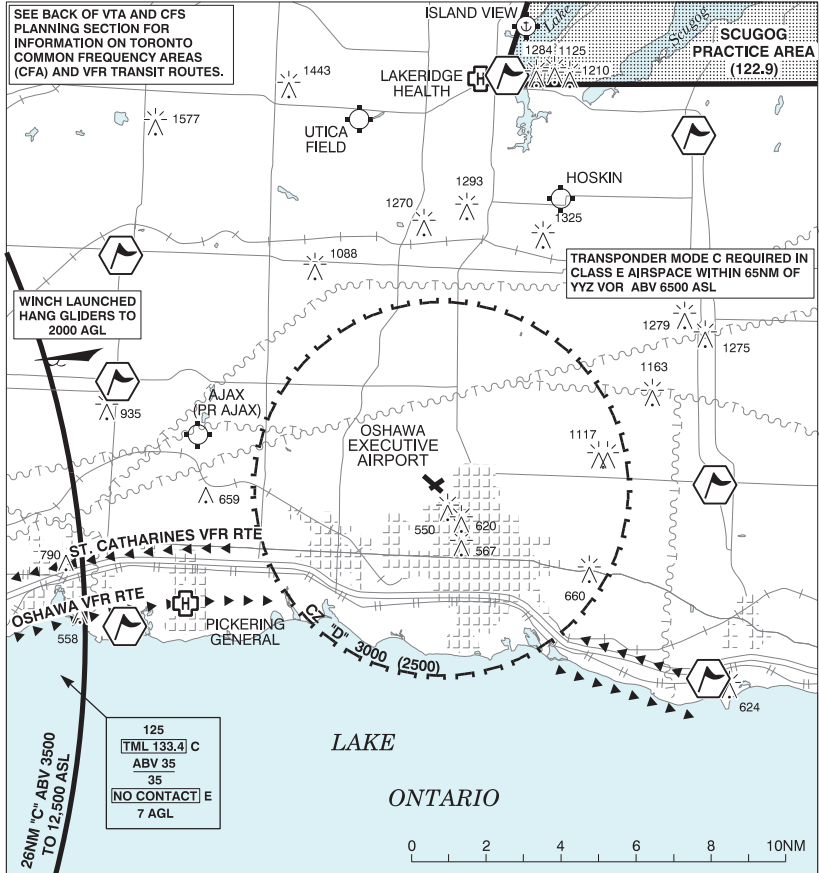 SEE BACK OF VTA AND CFS
PLANNING SECTION FOR
INFORMATION ON TORONTO
COMMON FREQUENCY AREAS
(CFA) AND VFR TRANSIT ROUTES.
ISLAND VIEW
Lake
Scugog
SCUGOG
PRACTICE AREA
(122.9)
1284
1125
1210
LAKERIDGE
HEALTH
H
1443
1577
UTICA
FIELD
HOSKIN
1293
1270
1325
1088
TRANSPONDER MODE C REQUIRED IN
CLASS E AIRSPACE WITHIN 65NM OF
YYZ VOR ABV 6500 ASL
WINCH LAUNCHED
HANG GLIDERS TO
2000 AGL
1279
1275
1163
935
AJAX
(PR AJAX)
OSHAWA
EXECUTIVE
AIRPORT
1117
659
550
620
567
ST. CATHARINES VFR RTE
790
660
OSHAWA VFR RTE
H
558
PICKERING
GENERAL
CZ "D" 3000 (2500)
624
125
TML 133.4 C
ABV 35
35
NO CONTACT E
7 AGL
26NM "C" ABV 3500
TO 12,500 ASL
LAKE
ONTARIO
0 2 4 6 8 10NM